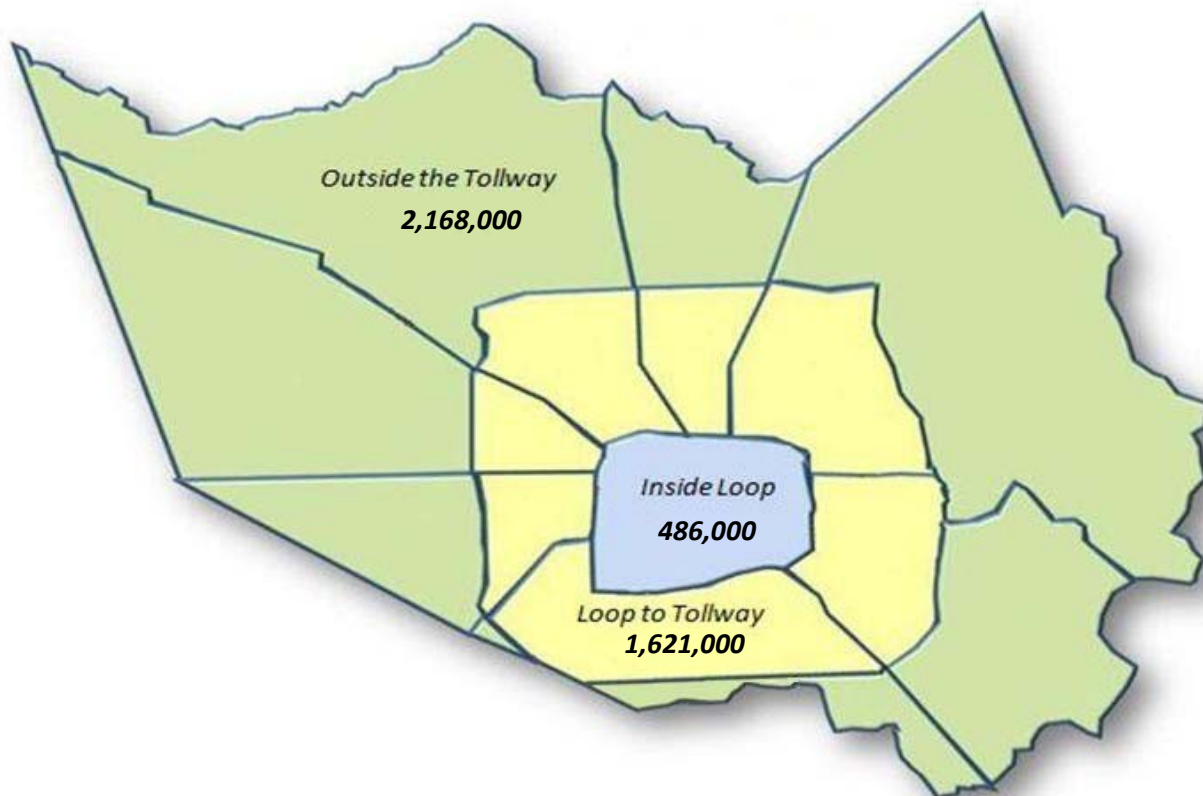 Outside the Tollway
2,168,000
Inside Loop
486,000
Loop to Tollway
1,621,000